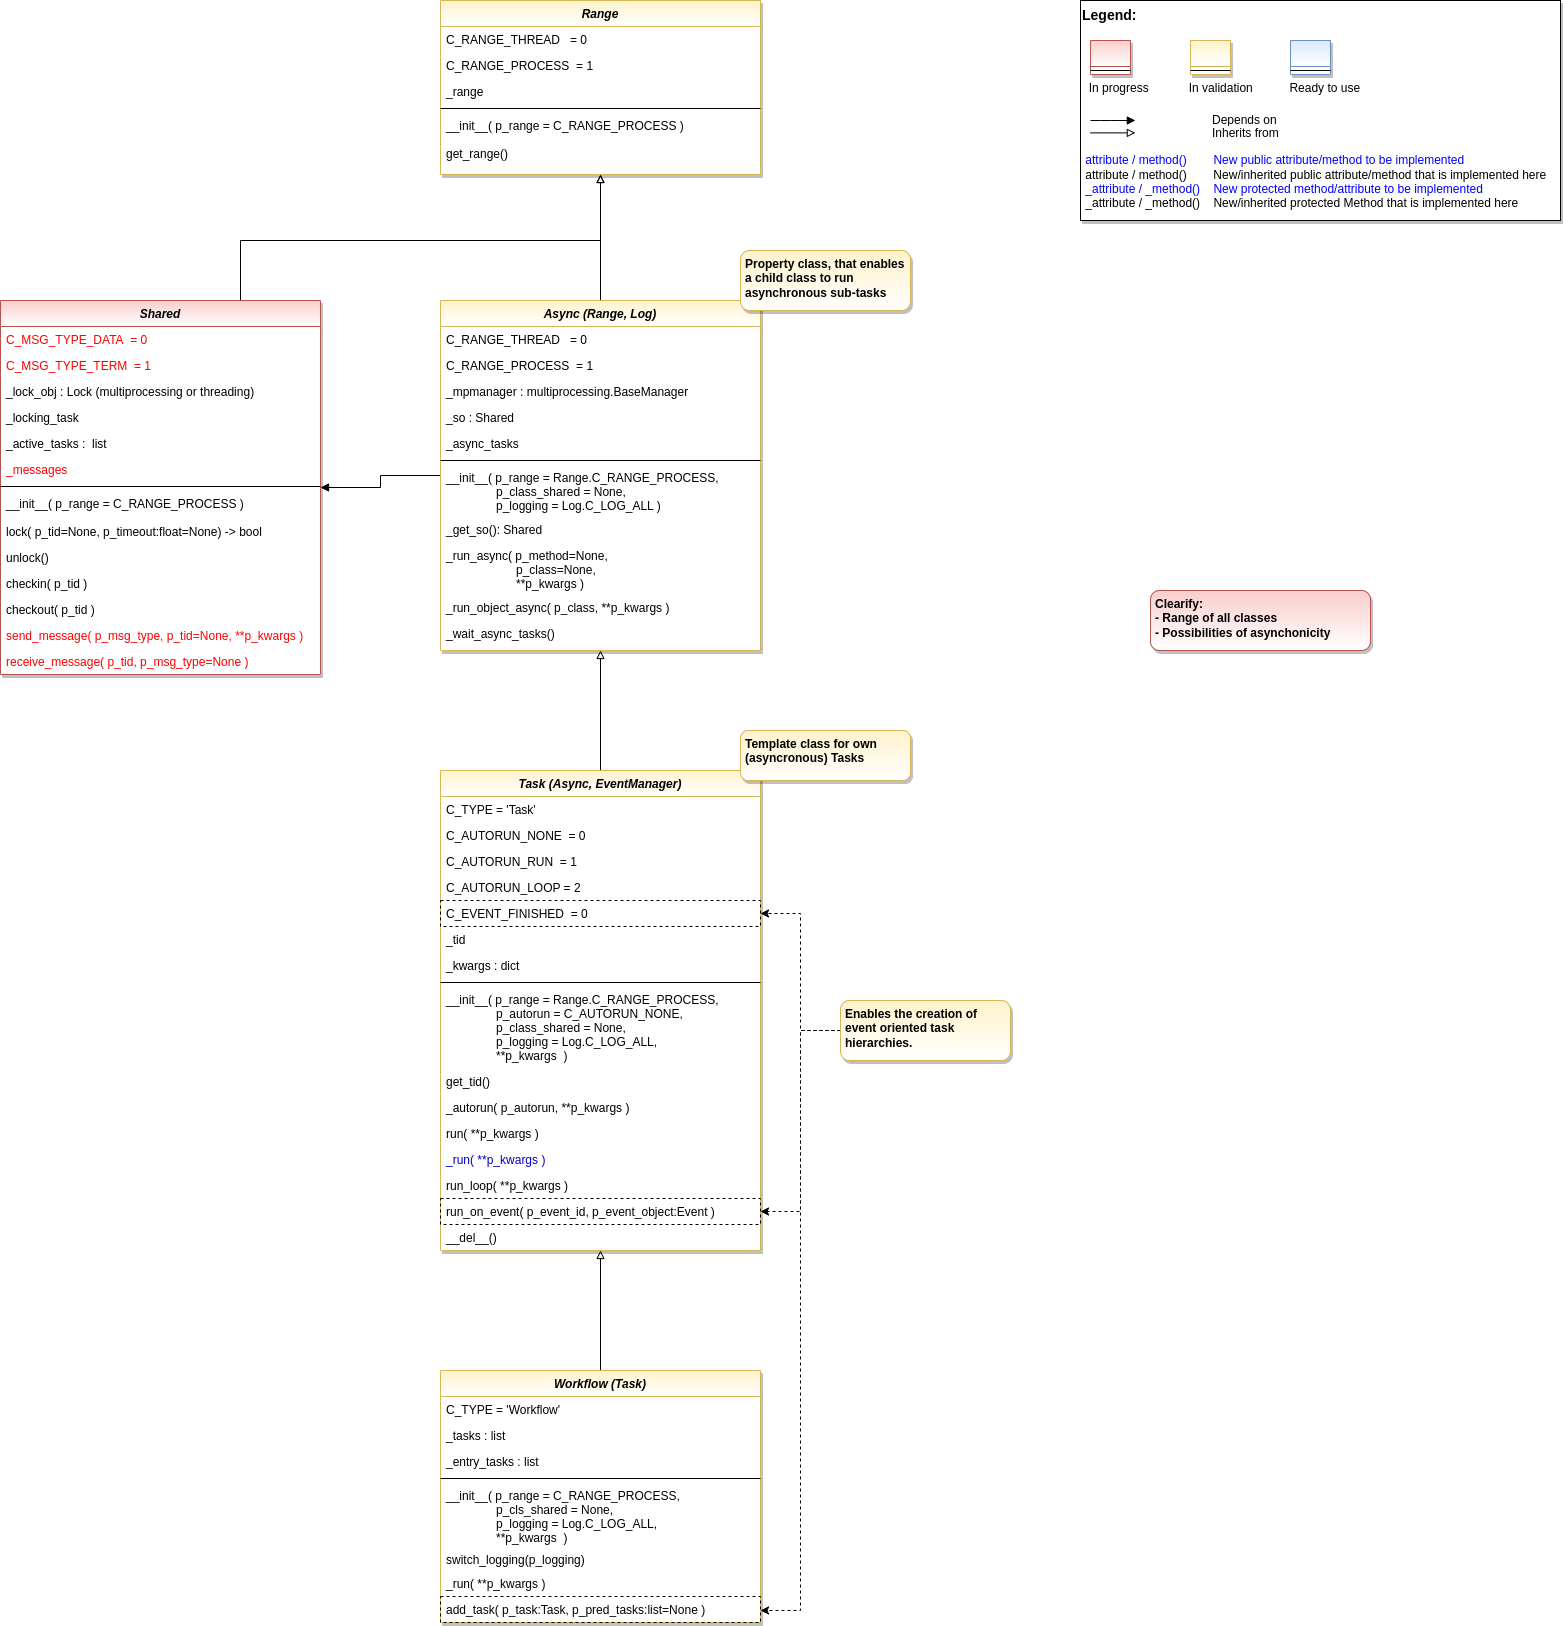 Range
C_RANGE_THREAD   = 0
C_RANGE_PROCESS  = 1
_range
__init__( p_range = C_RANGE_PROCESS )
get_range()
Legend:
In progress
In validation
Ready to use
Depends on
Inherits from
attribute / method() New public attribute/method to be implemented
attribute / method() New/inherited public attribute/method that is implemented here
_attribute / _method() New protected method/attribute to be implemented
_attribute / _method() New/inherited protected Method that is implemented here
Shared
C_MSG_TYPE_DATA  = 0
C_MSG_TYPE_TERM  = 1
_lock_obj : Lock (multiprocessing or threading)
_locking_task
_active_tasks :  list
_messages
__init__( p_range = C_RANGE_PROCESS )
lock( p_tid=None, p_timeout:float=None) -> bool
unlock()
checkin( p_tid )
checkout( p_tid )
send_message( p_msg_type, p_tid=None, **p_kwargs )
receive_message( p_tid, p_msg_type=None )
Property class, that enables
a child class to run
asynchronous sub-tasks
Async (Range, Log)
C_RANGE_THREAD   = 0
C_RANGE_PROCESS  = 1
_mpmanager : multiprocessing.BaseManager
_so : Shared
_async_tasks
__init__( p_range = Range.C_RANGE_PROCESS,
p_class_shared = None,
p_logging = Log.C_LOG_ALL )
_get_so(): Shared
_run_async( p_method=None,
p_class=None,
**p_kwargs )
_run_object_async( p_class, **p_kwargs )
_wait_async_tasks()
Clearify:
- Range of all classes
- Possibilities of asynchonicity
Template class for own
(asyncronous) Tasks
Task (Async, EventManager)
C_TYPE = 'Task'
C_AUTORUN_NONE  = 0
C_AUTORUN_RUN  = 1
C_AUTORUN_LOOP = 2
C_EVENT_FINISHED  = 0
_tid
_kwargs : dict
__init__( p_range = Range.C_RANGE_PROCESS,
p_autorun = C_AUTORUN_NONE,
p_class_shared = None,
p_logging = Log.C_LOG_ALL,
**p_kwargs  )
get_tid()
_autorun( p_autorun, **p_kwargs )
run( **p_kwargs )
_run( **p_kwargs )
run_loop( **p_kwargs )
run_on_event( p_event_id, p_event_object:Event )
__del__()
Enables the creation of
event oriented task
hierarchies.
Workflow (Task)
C_TYPE = 'Workflow'
_tasks : list
_entry_tasks : list
__init__( p_range = C_RANGE_PROCESS,
p_cls_shared = None,
p_logging = Log.C_LOG_ALL,
**p_kwargs  )
switch_logging(p_logging)
_run( **p_kwargs )
add_task( p_task:Task, p_pred_tasks:list=None )